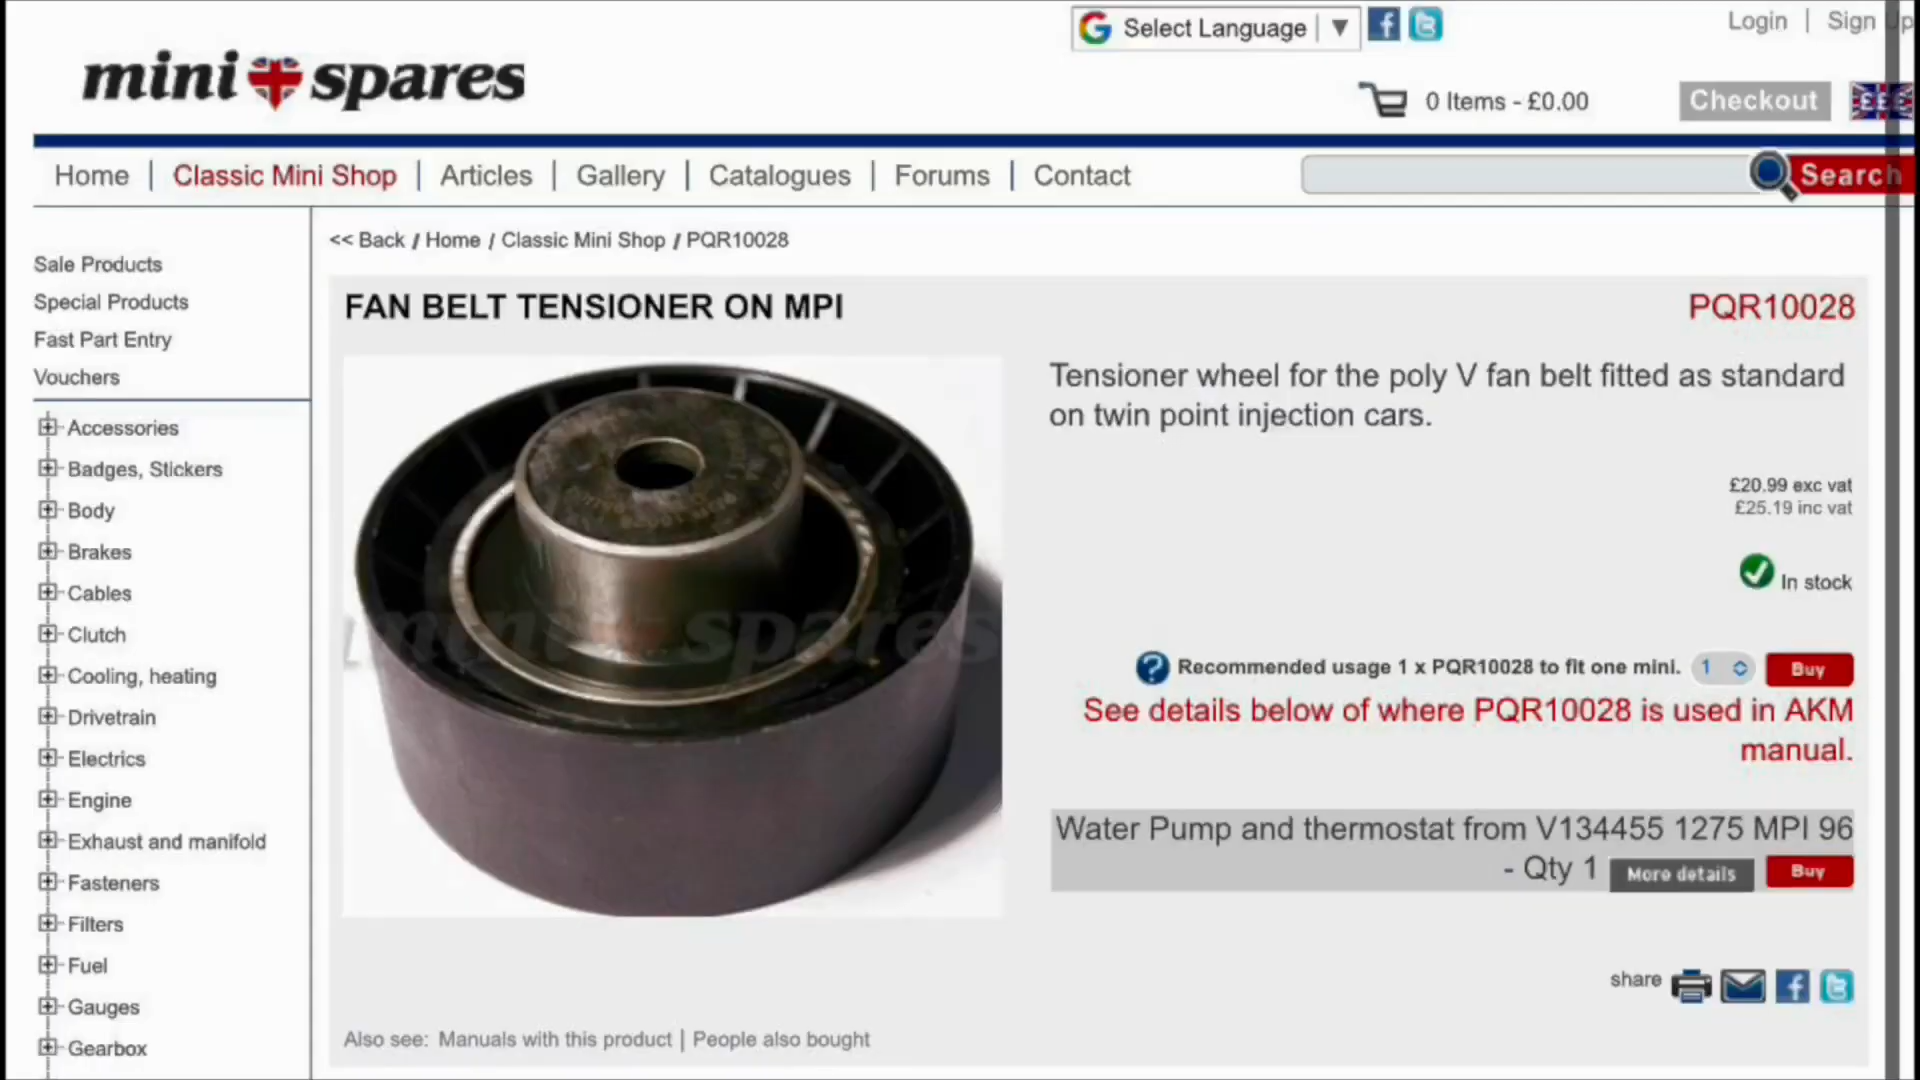 Select Language ▼
Login | Sign Up
mini spares
0 Items - £0.00
Checkout
£££
Home | Classic Mini Shop | Articles | Gallery | Catalogues | Forums | Contact
Search
<< Back / Home / Classic Mini Shop / PQR10028
Sale Products
Special Products
Fast Part Entry
Vouchers
Accessories
Badges, Stickers
Body
Brakes
Cables
Clutch
Cooling, heating
Drivetrain
Electrics
Engine
Exhaust and manifold
Fasteners
Filters
Fuel
Gauges
Gearbox
FAN BELT TENSIONER ON MPI
PQR10028
mini spares
Tensioner wheel for the poly V fan belt fitted as standard
on twin point injection cars.
£20.99 exc vat
£25.19 inc vat
In stock
Recommended usage 1 x PQR10028 to fit one mini. 1 Buy
See details below of where PQR10028 is used in AKM
manual.
Water Pump and thermostat from V134455 1275 MPI 96
- Qty 1 More details Buy
share
Also see: Manuals with this product | People also bought